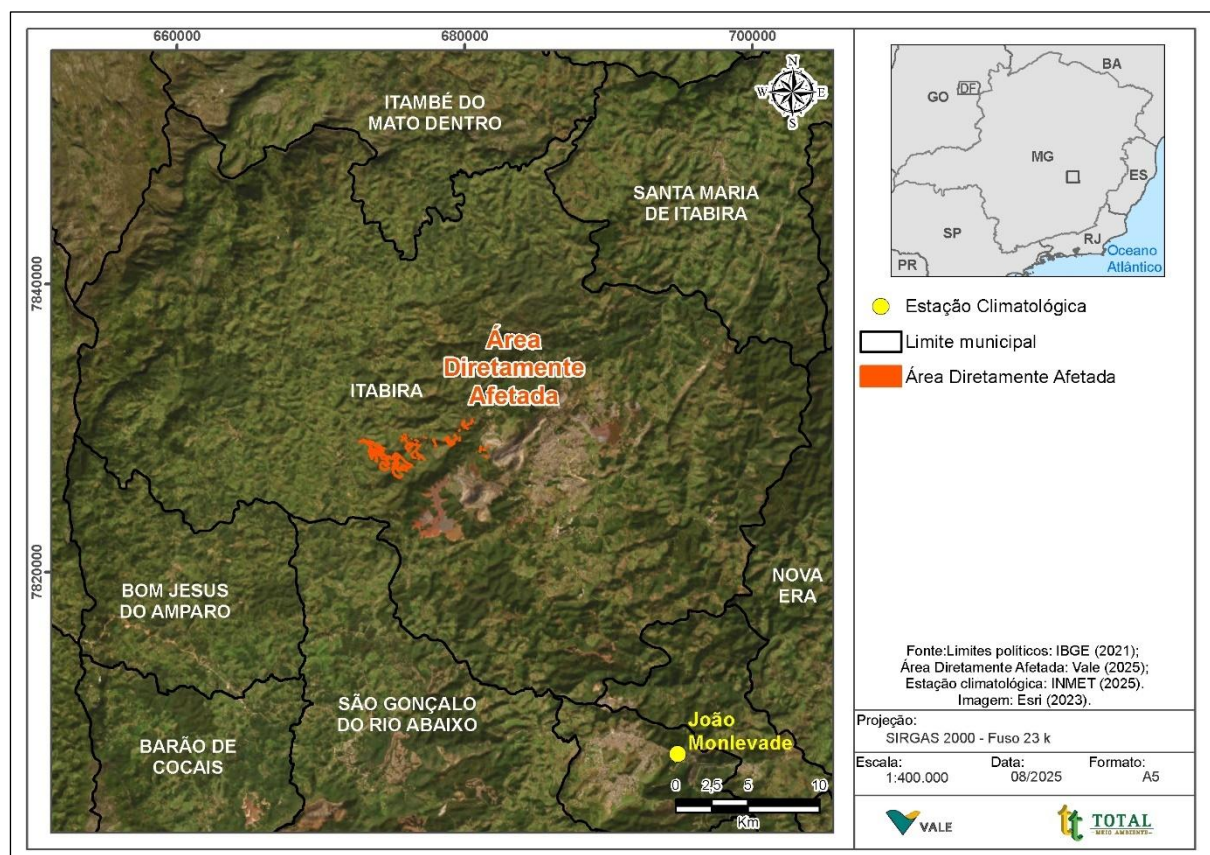 660000
680000
700000
7840000
7820000
N
W
E
S
ITAMBÉ DO
MATO DENTRO
SANTA MARIA
DE ITABIRA
Área
Diretamente
Afetada
ITABIRA
BOM JESUS
DO AMPARO
NOVA
ERA
SÃO GONÇALO
DO RIO ABAIXO
BARÃO DE
COCAIS
João
Monlevade
0 2,5 5 10
Km
BA
GO
DF
MG
ES
SP
RJ
PR
Oceano
Atlântico
Estação Climatológica
Limite municipal
Área Diretamente Afetada
Fonte:Limites políticos: IBGE (2021);
Área Diretamente Afetada: Vale (2025);
Estação climatológica: INMET (2025).
Imagem: Esri (2023).
Projeção:
SIRGAS 2000 - Fuso 23 k
Escala:
1:400.000
Data:
08/2025
Formato:
A5
VALE
tt TOTAL
MEIO AMBIENTE